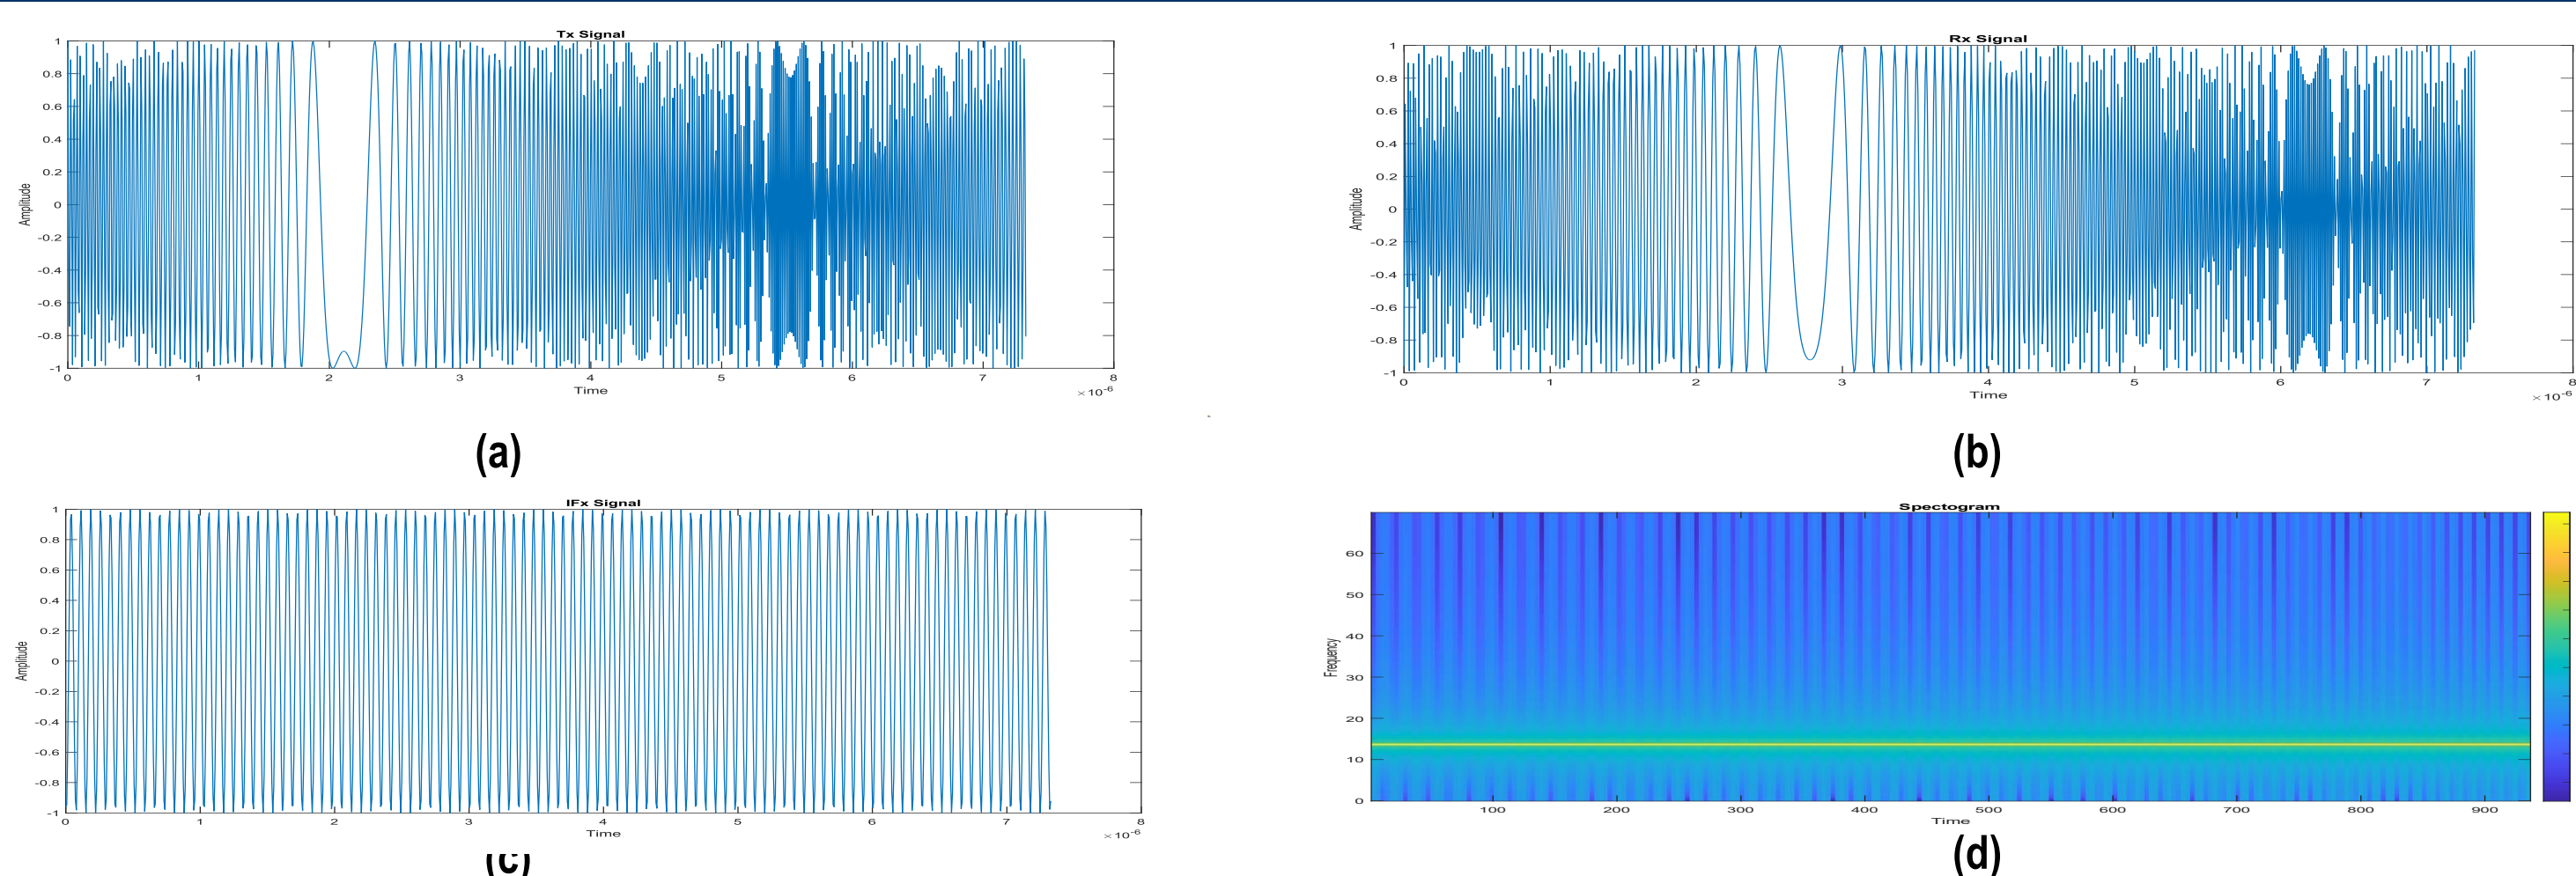 Tx Signal
Amplitude
1
0.8
0.6
0.4
0.2
0
-0.2
-0.4
-0.6
-0.8
-1
0 1 2 3 4 5 6 7 8
Time
×10-6
(a)
Rx Signal
Amplitude
1
0.8
0.6
0.4
0.2
0
-0.2
-0.4
-0.6
-0.8
-1
0 1 2 3 4 5 6 7 8
Time
×10-6
(b)
IFx Signal
Amplitude
1
0.8
0.6
0.4
0.2
0
-0.2
-0.4
-0.6
-0.8
-1
0 1 2 3 4 5 6 7 8
Time
×10-6
(c)
Spectogram
Frequency
60
50
40
30
20
10
0
100 200 300 400 500 600 700 800 900
Time
(d)